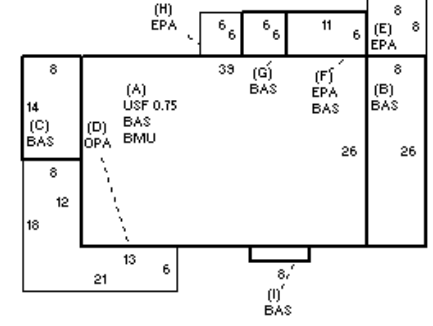 (H)
EPA
6
6
6
6
11
6
8
8
(E)
EPA
8
39
(G)
BAS
(F)
EPA
BAS
8
(B)
BAS
(A)
USF 0.75
BAS
BMU
14
(C)
BAS
(D)
OPA
26
26
8
12
18
13
6
21
8
(I)
BAS